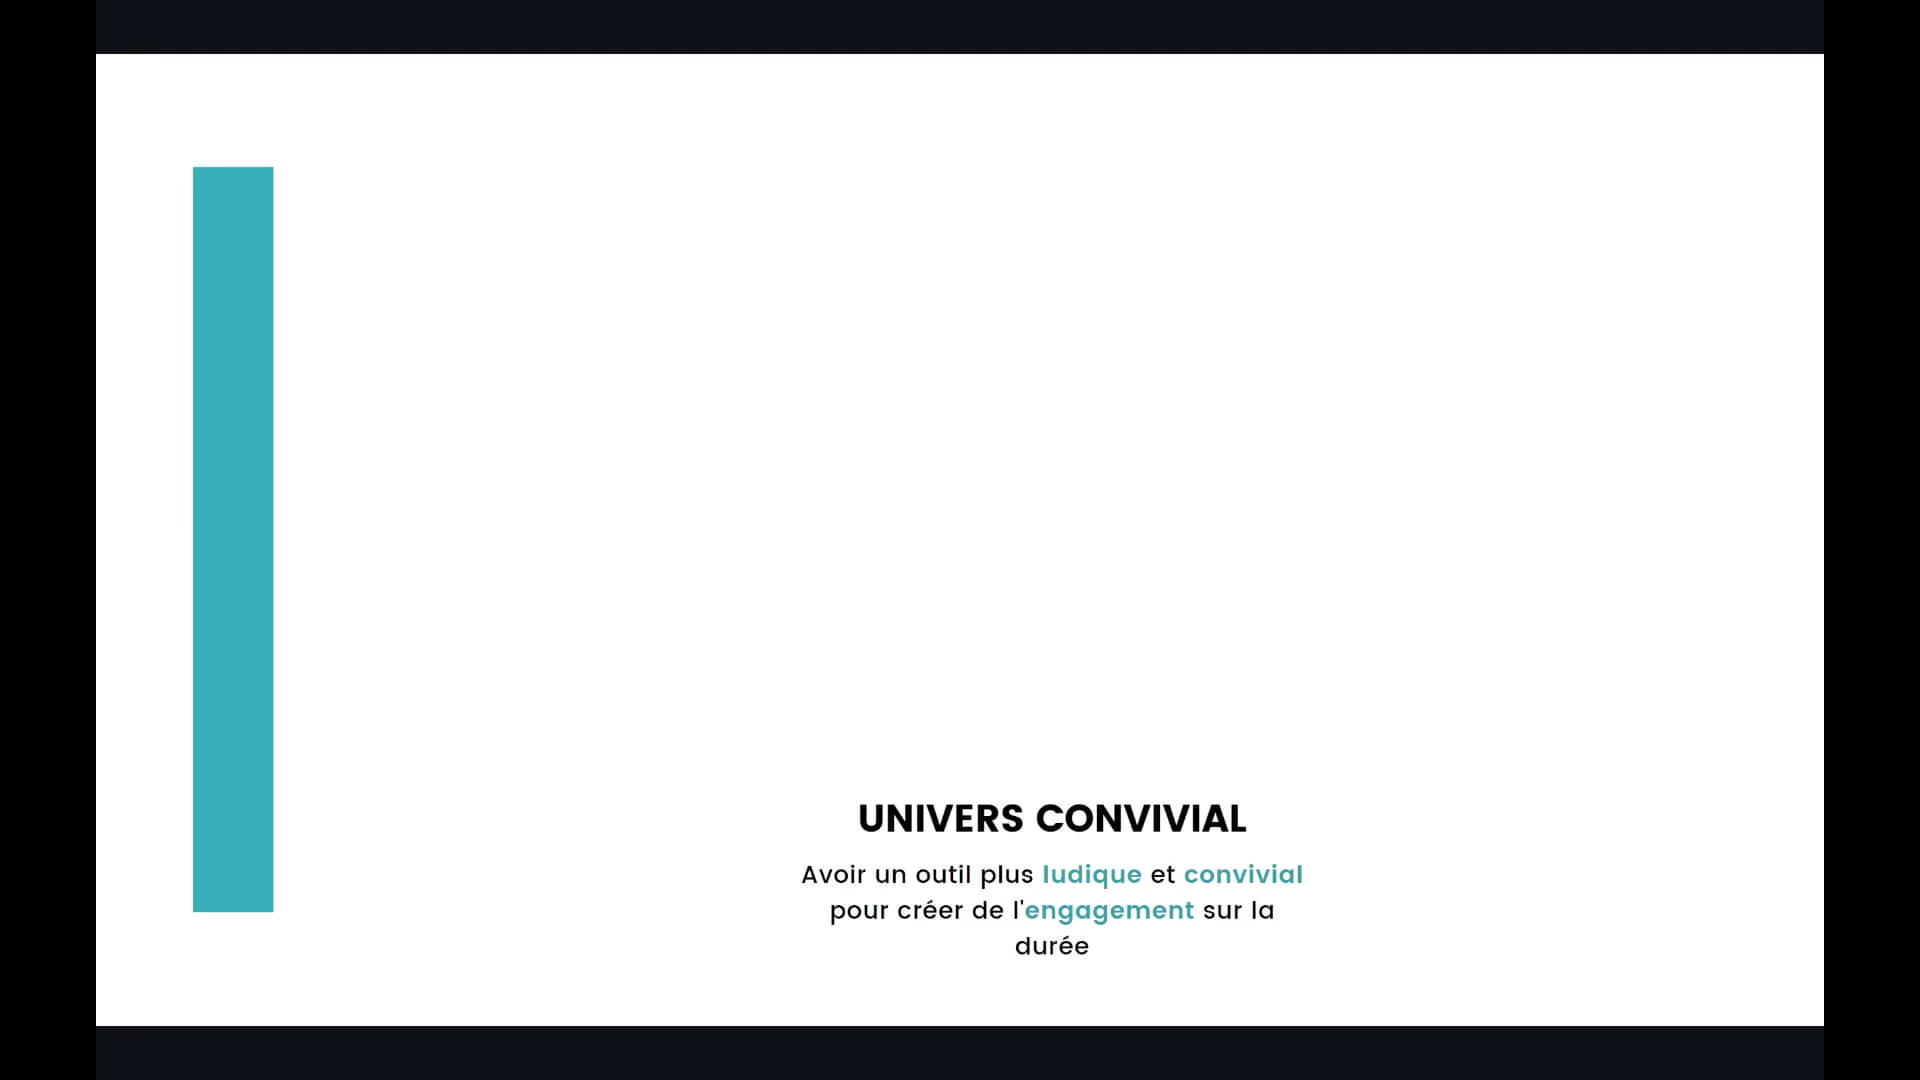 UNIVERS CONVIVIAL
Avoir un outil plus ludique et convivial
pour créer de l'engagement sur la
durée